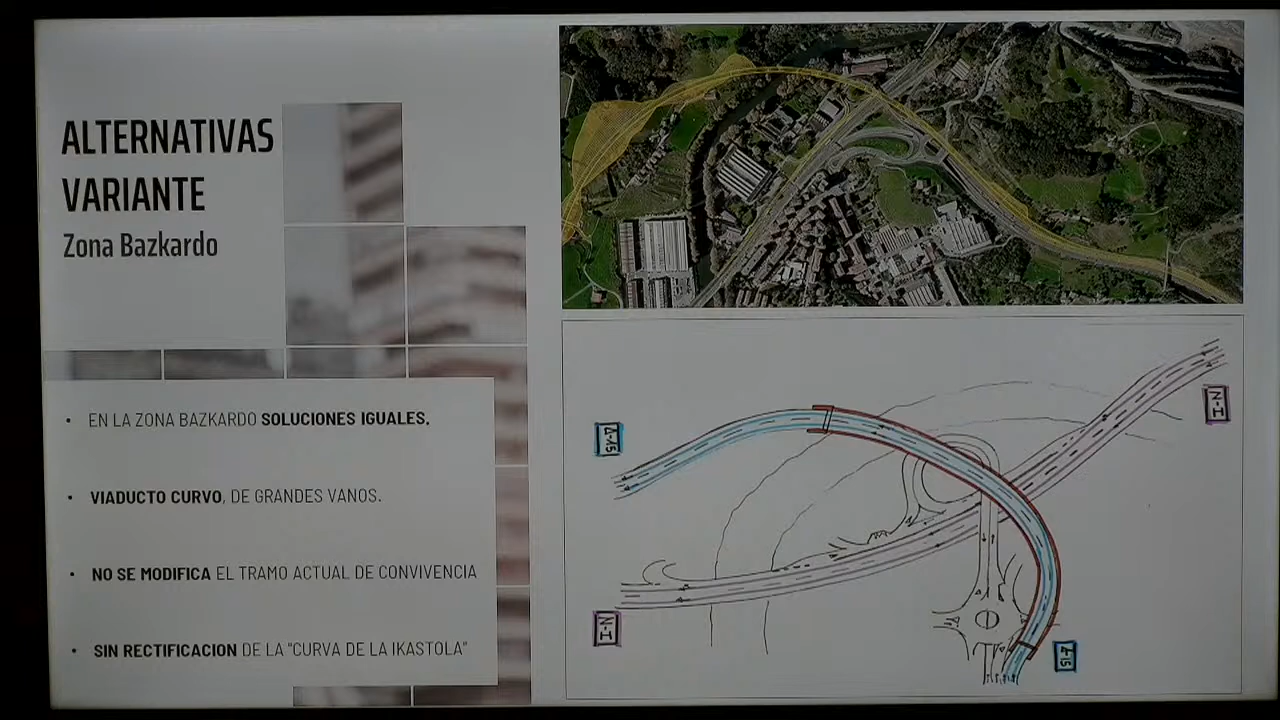 ALTERNATIVAS
VARIANTE
Zona Bazkardo
• EN LA ZONA BAZKARDO SOLUCIONES IGUALES.
• VIADUCTO CURVO, DE GRANDES VANOS.
• NO SE MODIFICA EL TRAMO ACTUAL DE CONVIVENCIA
• SIN RECTIFICACION DE LA "CURVA DE LA IKASTOLA"
N-I
A-15
N-I
A-15